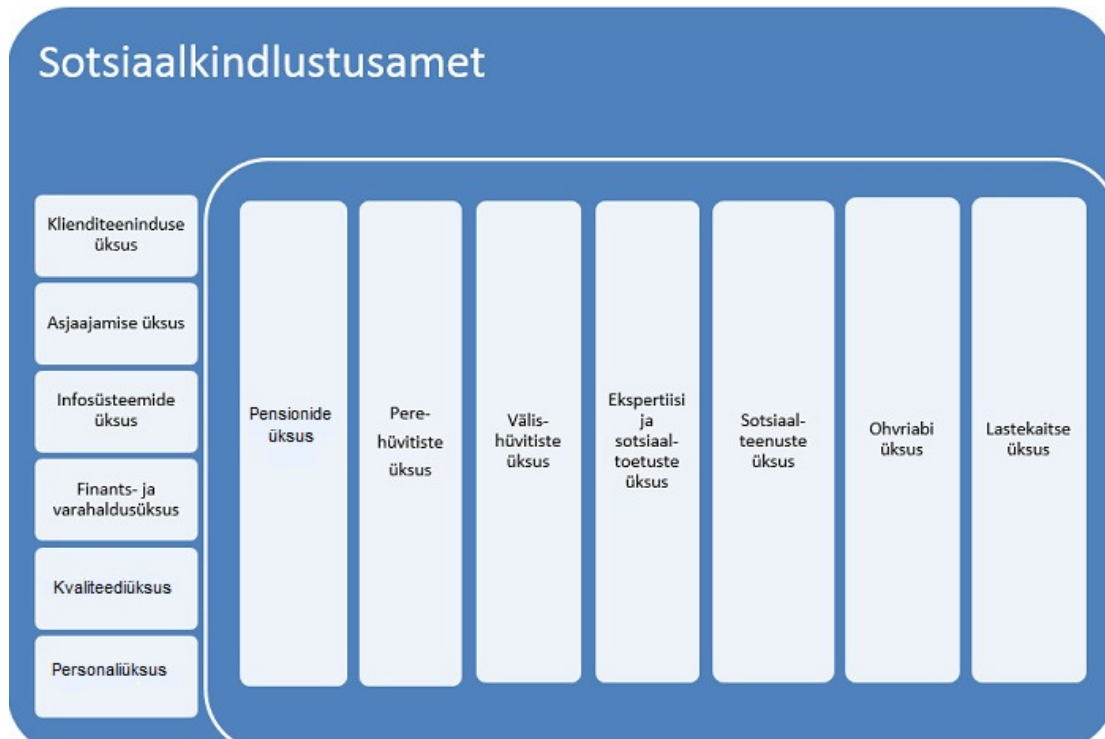 Sotsiaalkindlustusamet
Klienditeeninduse
üksus
Asjaajamise üksus
Infosüsteemide
üksus
Finants- ja
varahaldusüksus
Kvaliteediüksus
Personaliüksus
Pensionide
üksus
Pere-
hüvitiste
üksus
Välis-
hüvitiste
üksus
Ekspertiisi
ja
sotsiaal-
toetuste
üksus
Sotsiaal-
teenuste
üksus
Ohvriabi
üksus
Lastekaitse
üksus